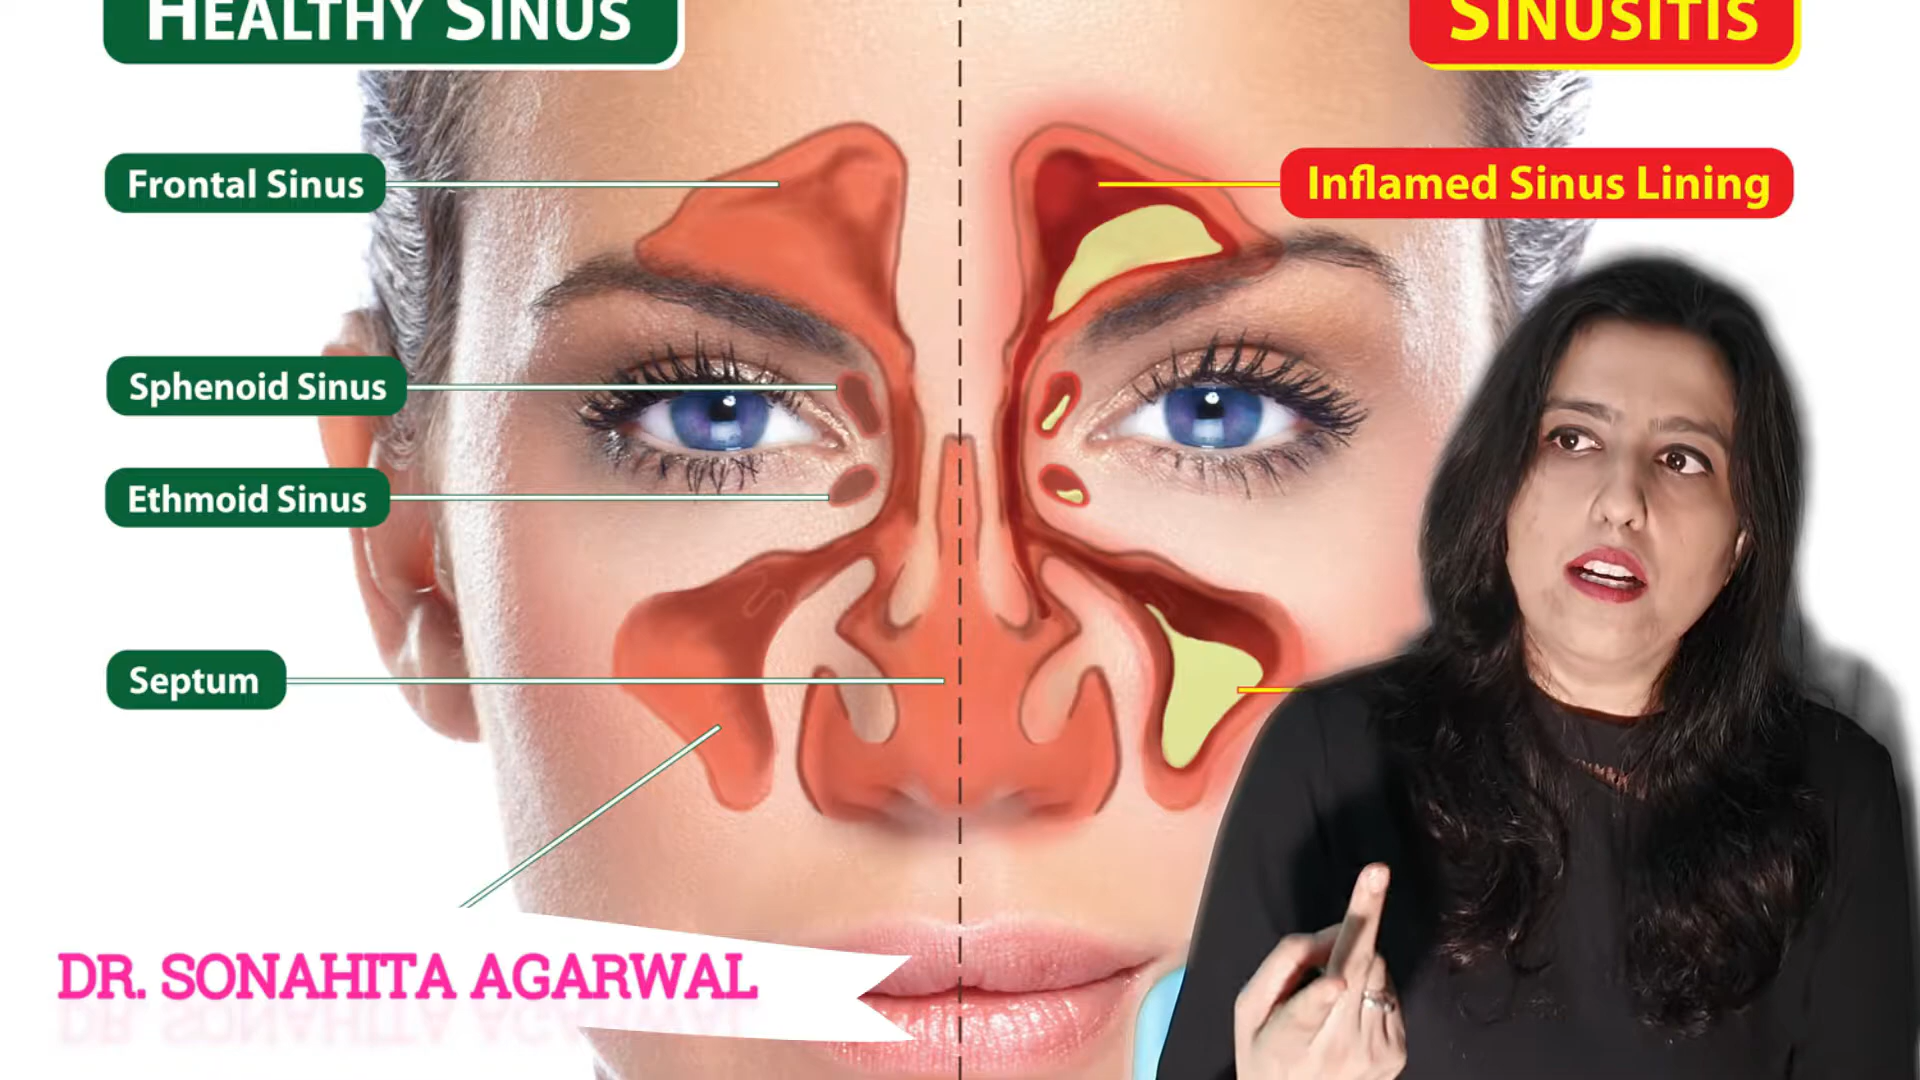 HEALTHY SINUS
SINUSITIS
Frontal Sinus
Inflamed Sinus Lining
Sphenoid Sinus
Ethmoid Sinus
Septum
DR. SONAHITA AGARWAL